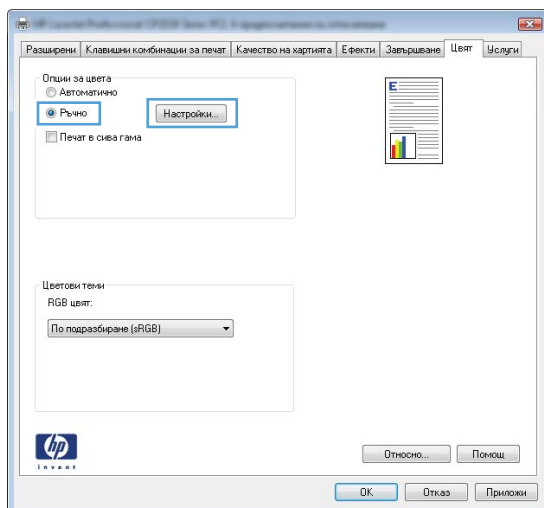 Разширени Клавишни комбинации за печат Качество на хартията Ефекти Завършване Цвят Услуги
Опции за цвета
Автоматично
Ръчно
Настройки...
Печат в сива гама
E
Цветови теми
RGB цвят:
По подразбиране (sRGB)
hp
invent
Относно... Помощ
OK Отказ Приложи